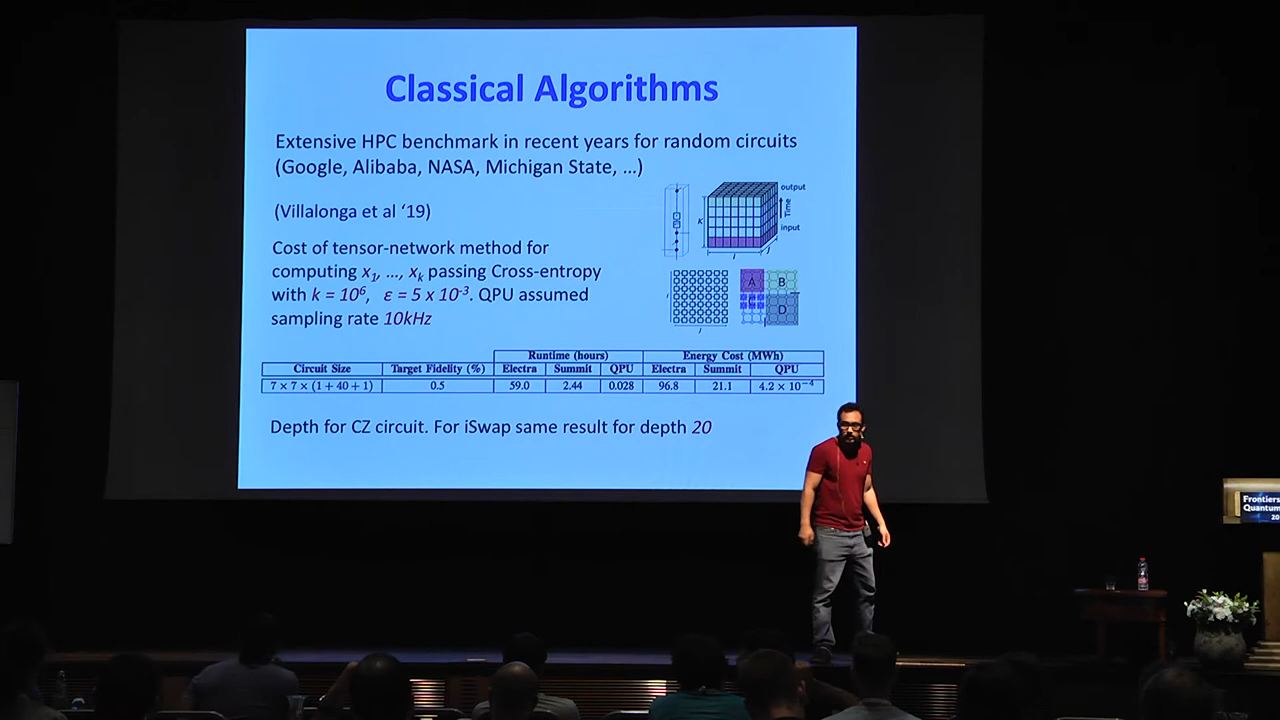 Classical Algorithms
Extensive HPC benchmark in recent years for random circuits
(Google, Alibaba, NASA, Michigan State, ...)
(Villalonga et al ‘19)
Cost of tensor-network method for
computing x1, ..., xk passing Cross-entropy
with k = 10⁶, ε = 5 x 10⁻³. QPU assumed
sampling rate 10kHz
output
Time
K
input
I
J
A B
D
Runtime (hours) Energy Cost (MWh)
Circuit Size Target Fidelity (%) Electra Summit QPU Electra Summit QPU
7 × 7 × (1 + 40 + 1) 0.5 59.0 2.44 0.028 96.8 21.1 4.2 × 10⁻⁴
Depth for CZ circuit. For iSwap same result for depth 20
Frontiers
Quantum
20